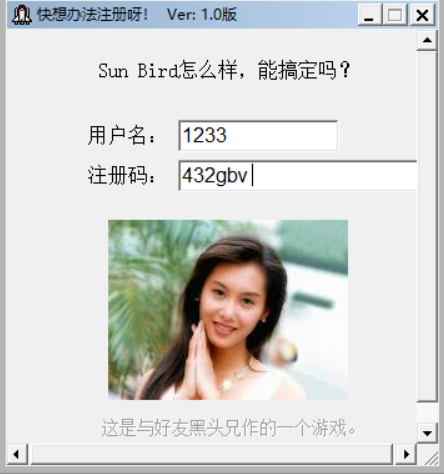 快想办法注册呀！ Ver: 1.0版
Sun Bird怎么样，能搞定吗？
用户名： 1233
注册码： 432gbv
这是与好友黑头兄作的一个游戏。